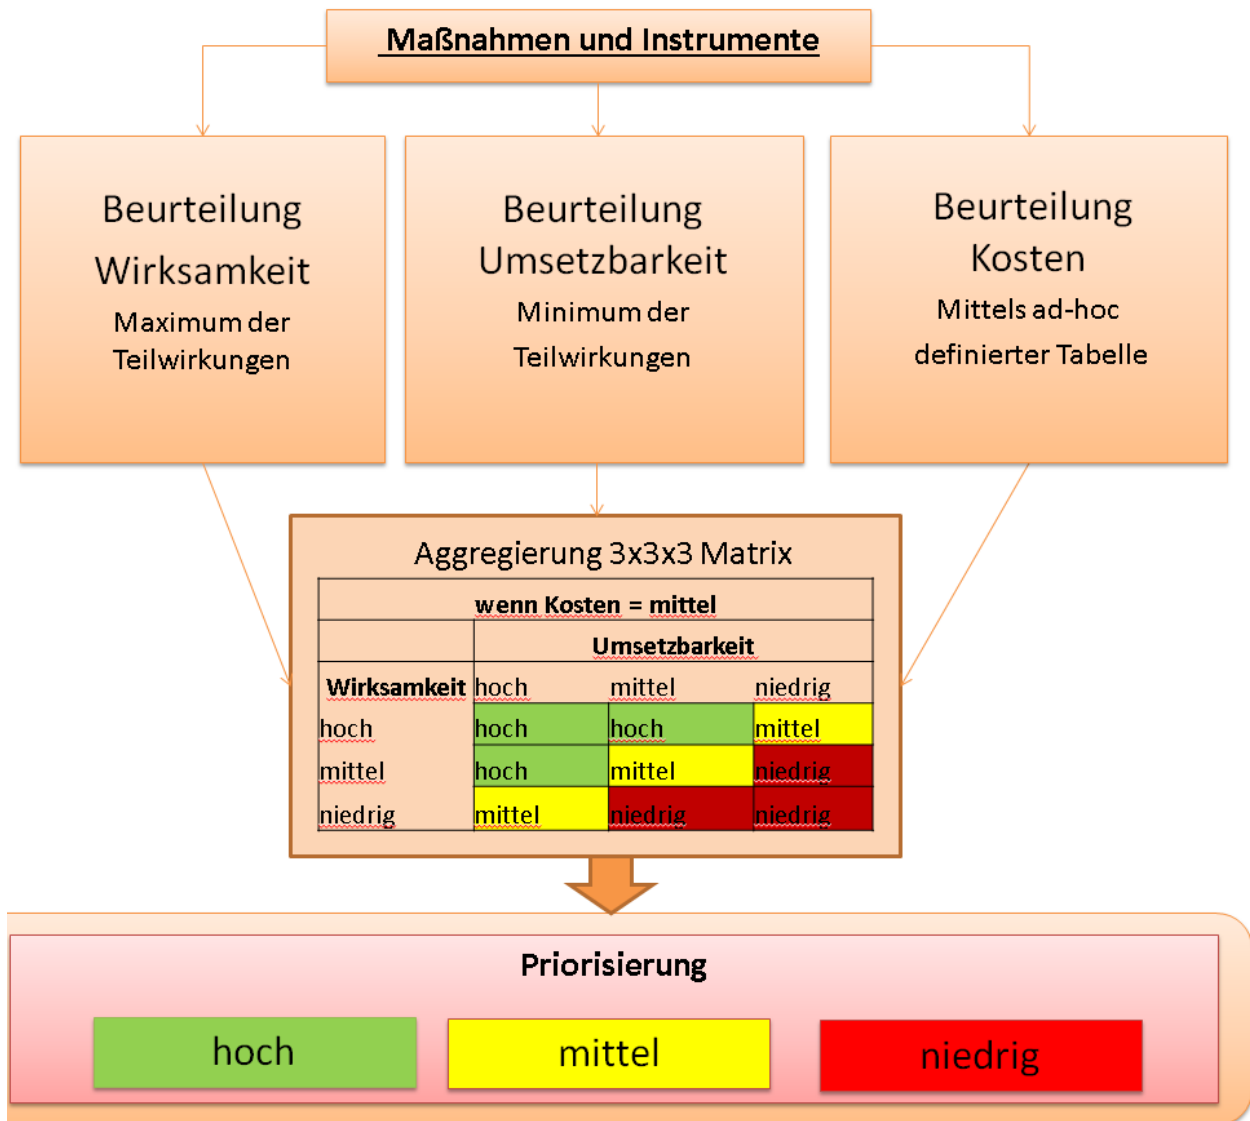 Maßnahmen und Instrumente
Beurteilung
Wirksamkeit
Maximum der
Teilwirkungen
Beurteilung
Umsetzbarkeit
Minimum der
Teilwirkungen
Beurteilung
Kosten
Mittels ad-hoc
definierter Tabelle
Aggregierung 3x3x3 Matrix
wenn Kosten = mittel
Umsetzbarkeit
Wirksamkeit hoch mittel niedrig
hoch hoch hoch mittel
mittel hoch mittel niedrig
niedrig mittel niedrig niedrig
Priorisierung
hoch mittel niedrig